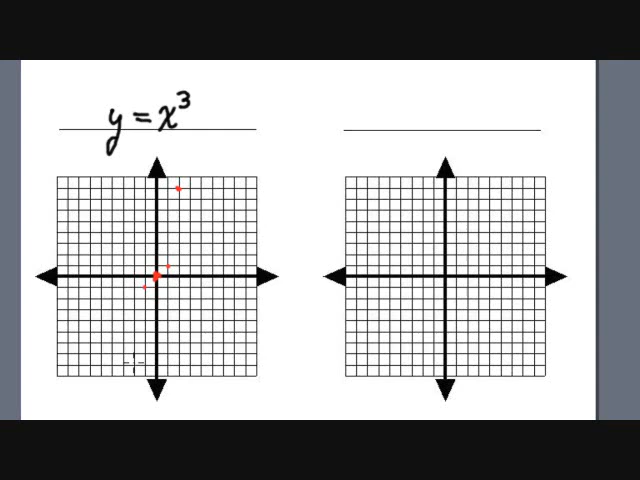 y = x³